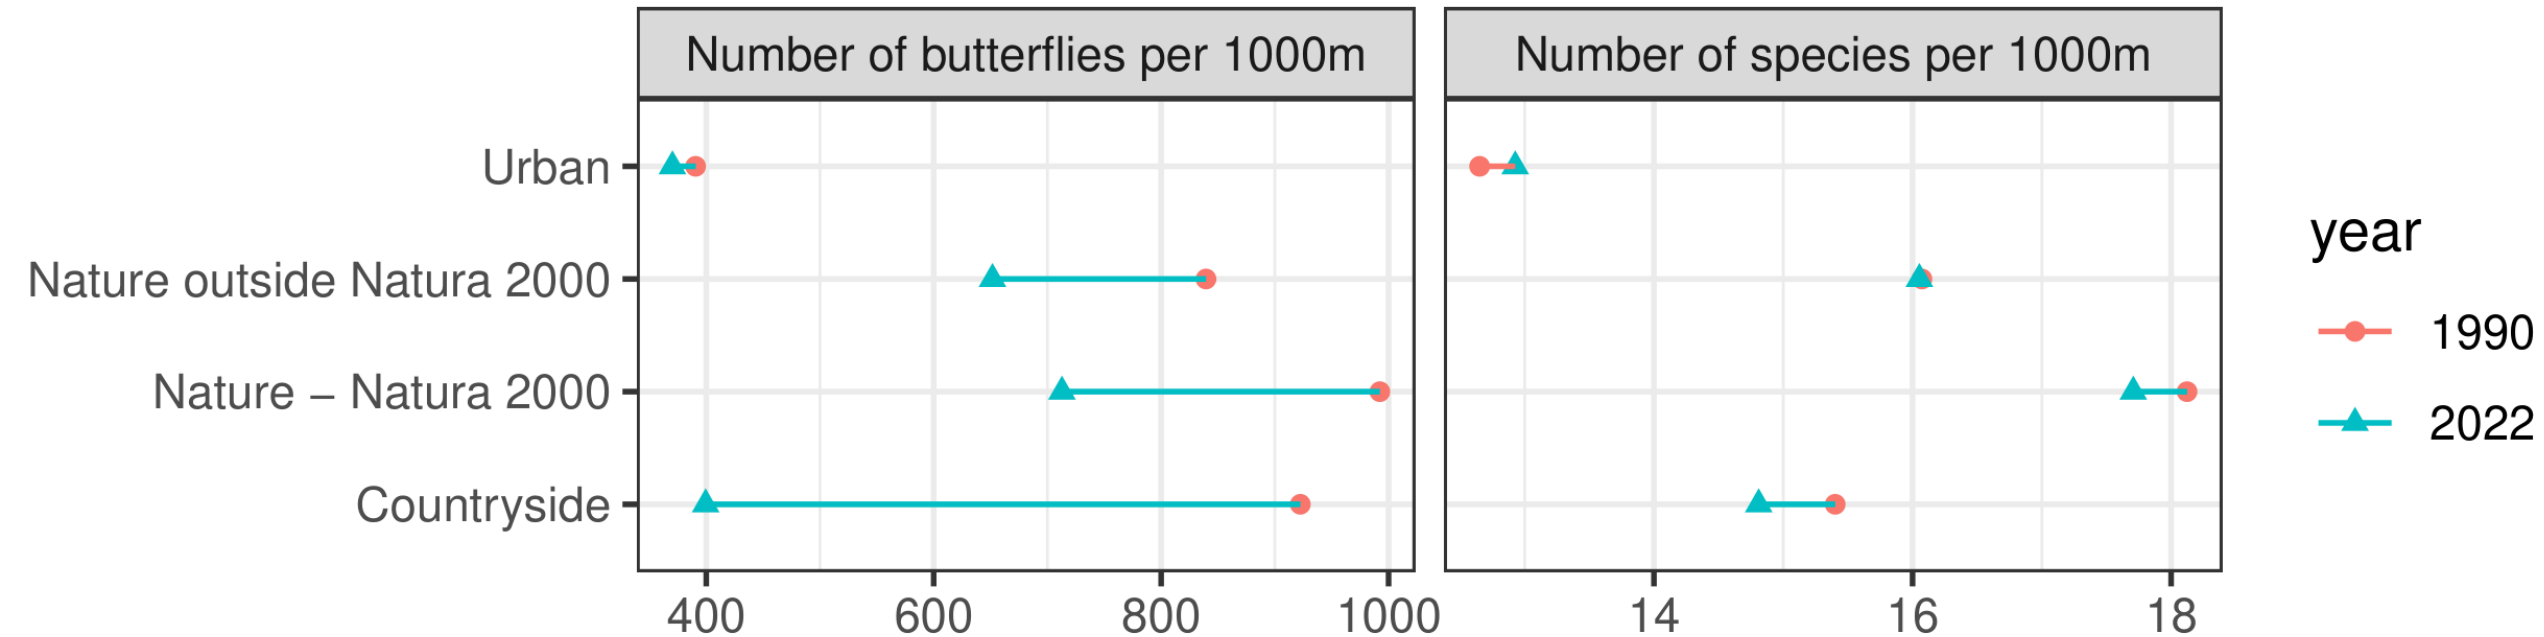 Number of butterflies per 1000m
Number of species per 1000m
Urban
Nature outside Natura 2000
Nature – Natura 2000
Countryside
400 600 800 1000
14 16 18
year
1990
2022